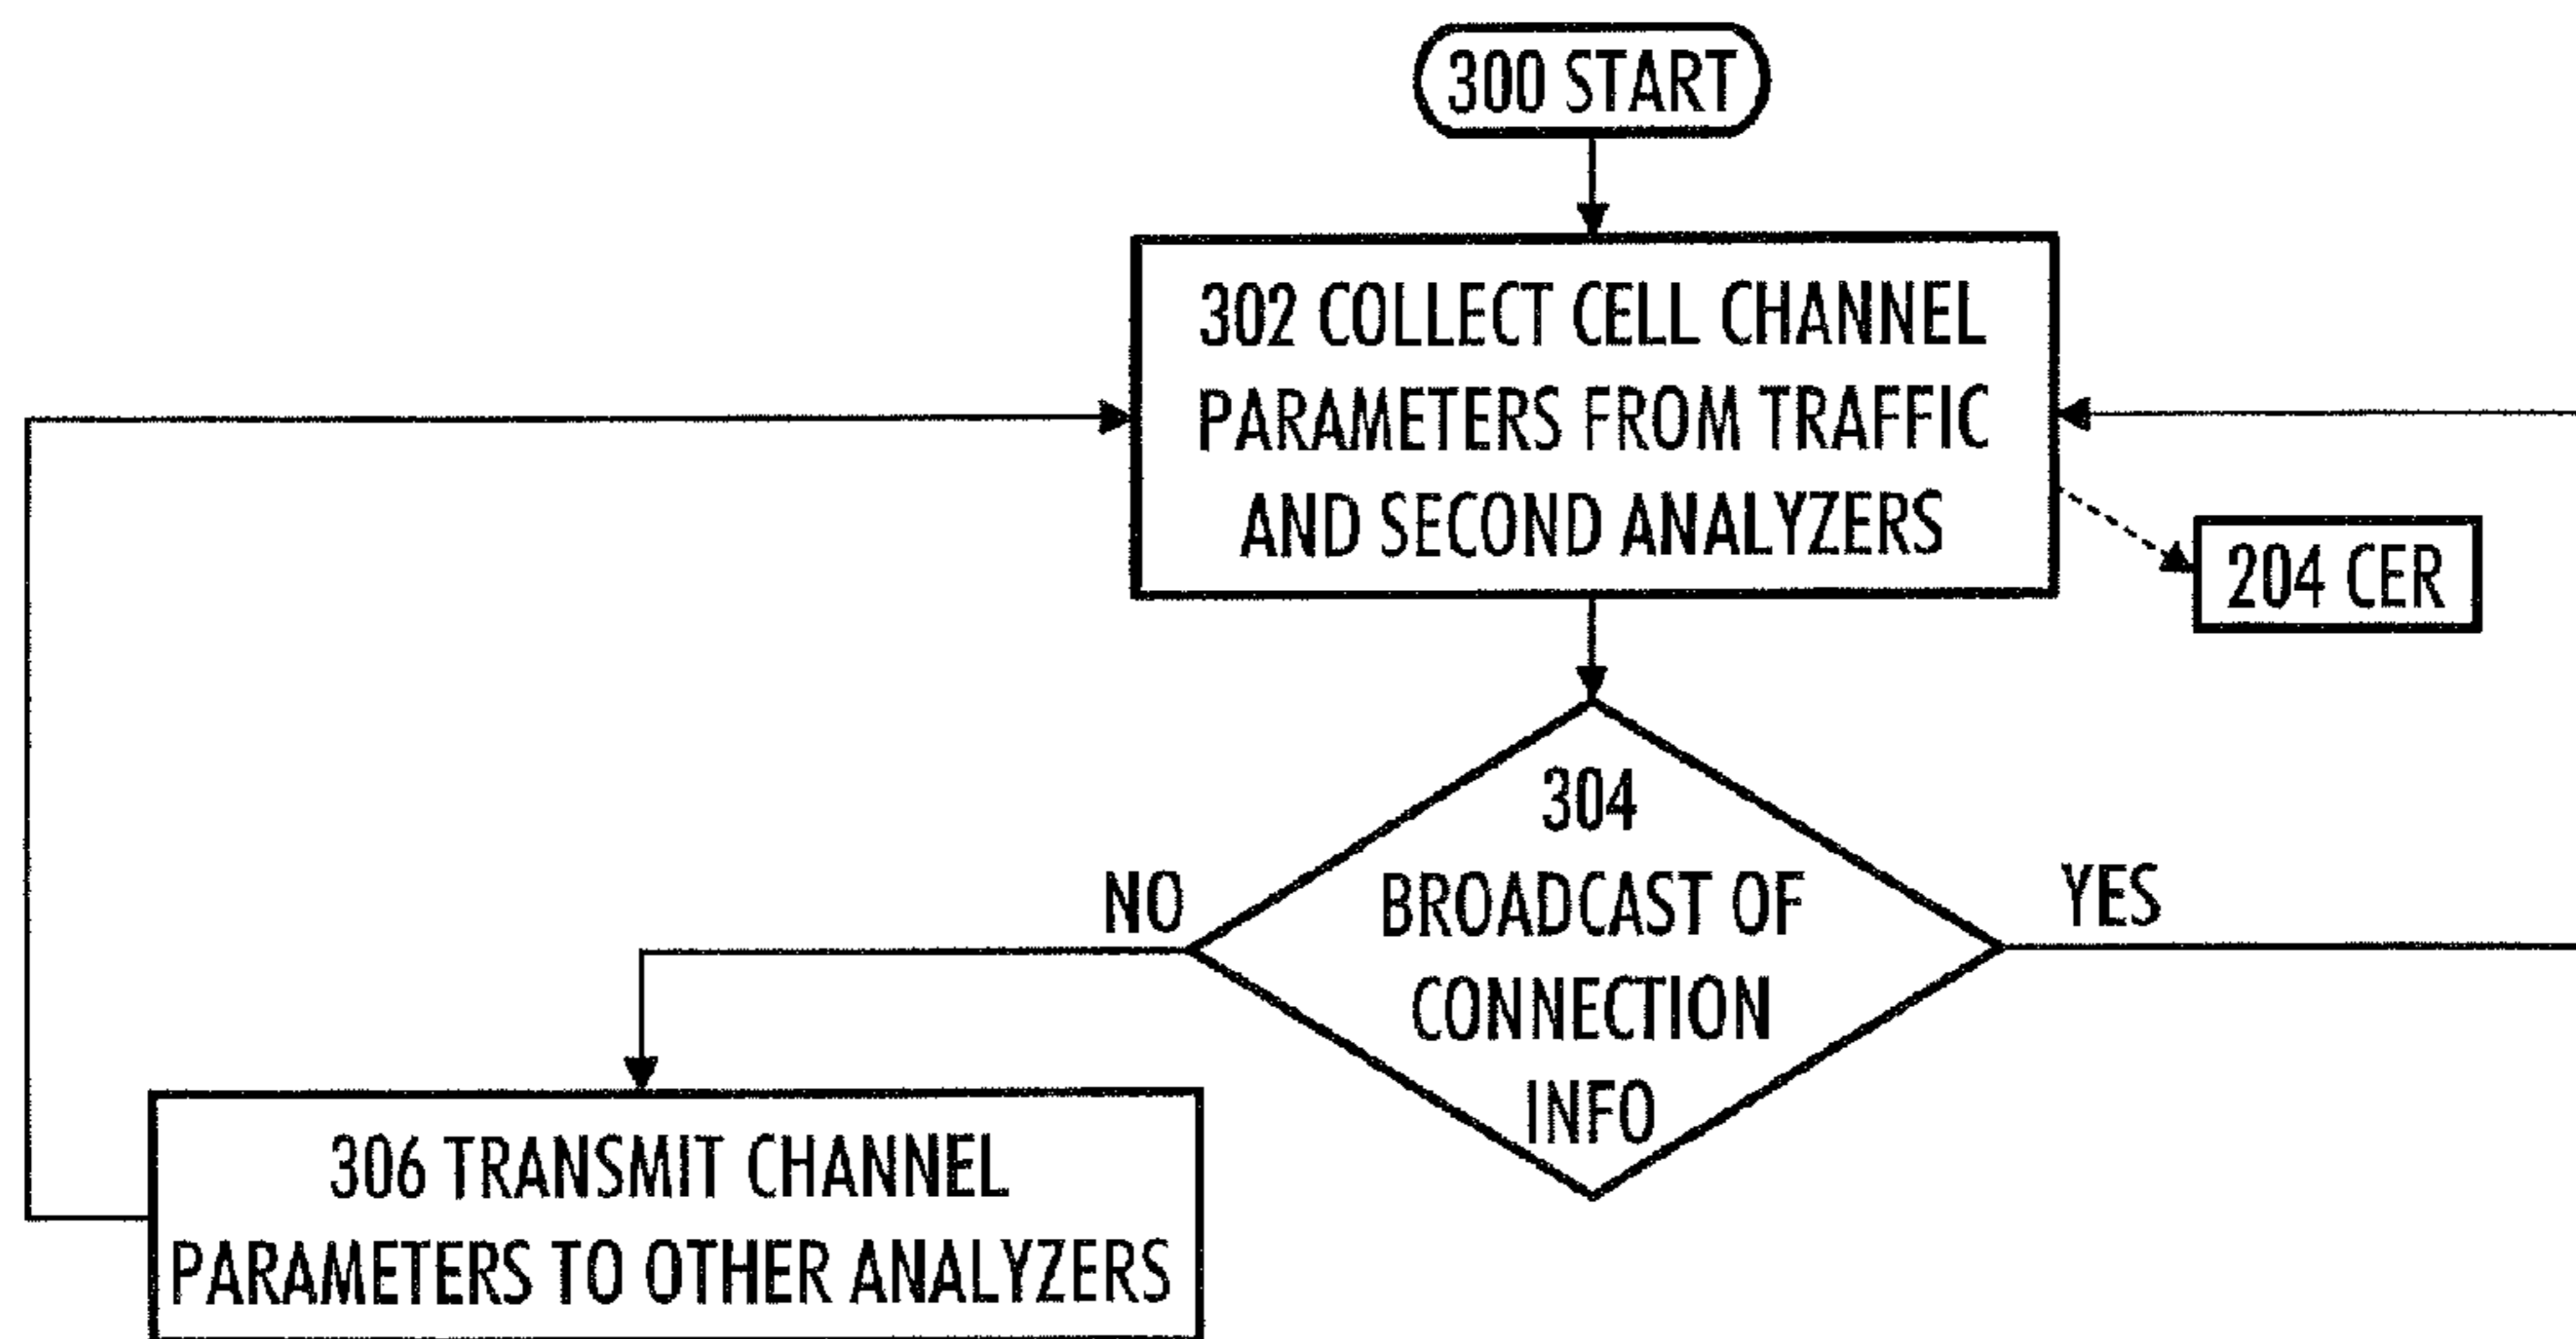 300 START
302 COLLECT CELL CHANNEL
PARAMETERS FROM TRAFFIC
AND SECOND ANALYZERS
204 CER
304
BROADCAST OF
CONNECTION
INFO
NO
YES
306 TRANSMIT CHANNEL
PARAMETERS TO OTHER ANALYZERS